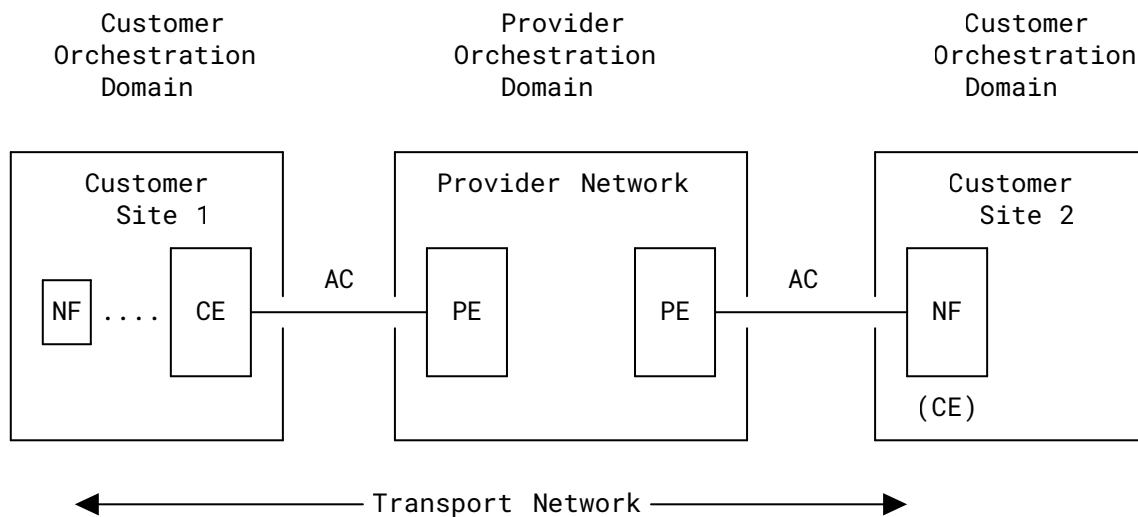 Customer Provider Customer
Orchestration Orchestration Orchestration
Domain Domain Domain
Customer Provider Network Customer
Site 1 Site 2
AC AC
NF .... CE PE PE NF
(CE)
Transport Network